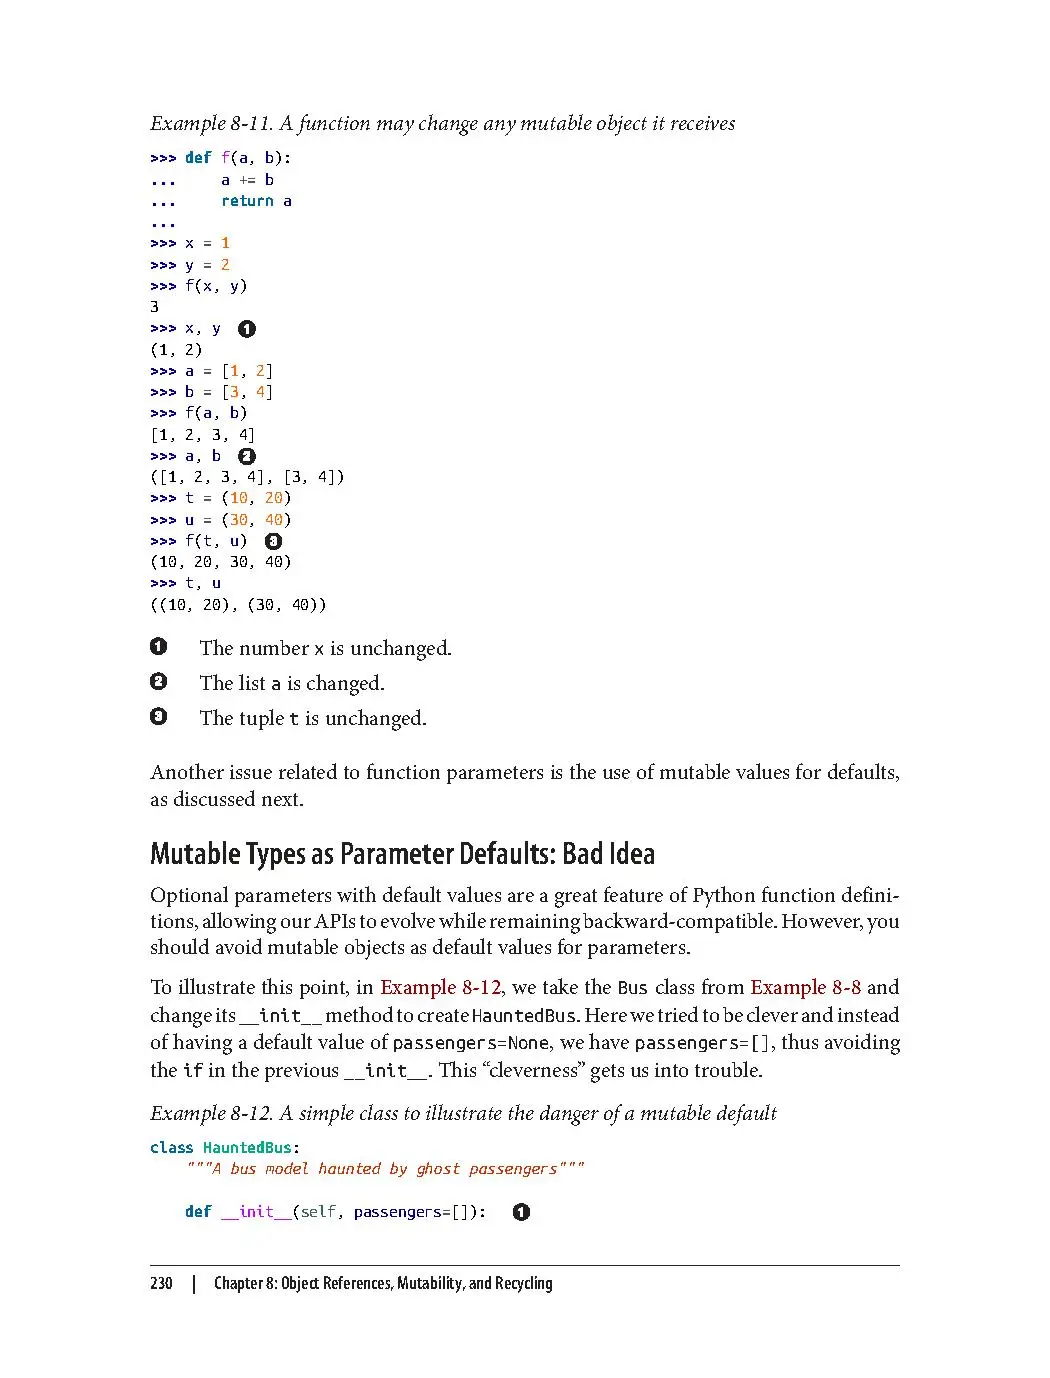 Example 8-11. A function may change any mutable object it receives
>>> def f(a, b):
...     a += b
...     return a
...
>>> x = 1
>>> y = 2
>>> f(x, y)
3
>>> x, y  ❶
(1, 2)
>>> a = [1, 2]
>>> b = [3, 4]
>>> f(a, b)
[1, 2, 3, 4]
>>> a, b  ❷
([1, 2, 3, 4], [3, 4])
>>> t = (10, 20)
>>> u = (30, 40)
>>> f(t, u)  ❸
(10, 20, 30, 40)
>>> t, u
((10, 20), (30, 40))
❶ The number x is unchanged.
❷ The list a is changed.
❸ The tuple t is unchanged.
Another issue related to function parameters is the use of mutable values for defaults,
as discussed next.
Mutable Types as Parameter Defaults: Bad Idea
Optional parameters with default values are a great feature of Python function defini-
tions, allowing our APIs to evolve while remaining backward-compatible. However, you
should avoid mutable objects as default values for parameters.
To illustrate this point, in Example 8-12, we take the Bus class from Example 8-8 and
change its __init__ method to create HauntedBus. Here we tried to be clever and instead
of having a default value of passengers=None, we have passengers=[], thus avoiding
the if in the previous __init__. This “cleverness” gets us into trouble.
Example 8-12. A simple class to illustrate the danger of a mutable default
class HauntedBus:
    """A bus model haunted by ghost passengers"""
    def __init__(self, passengers=[]):  ❶
230 | Chapter 8: Object References, Mutability, and Recycling